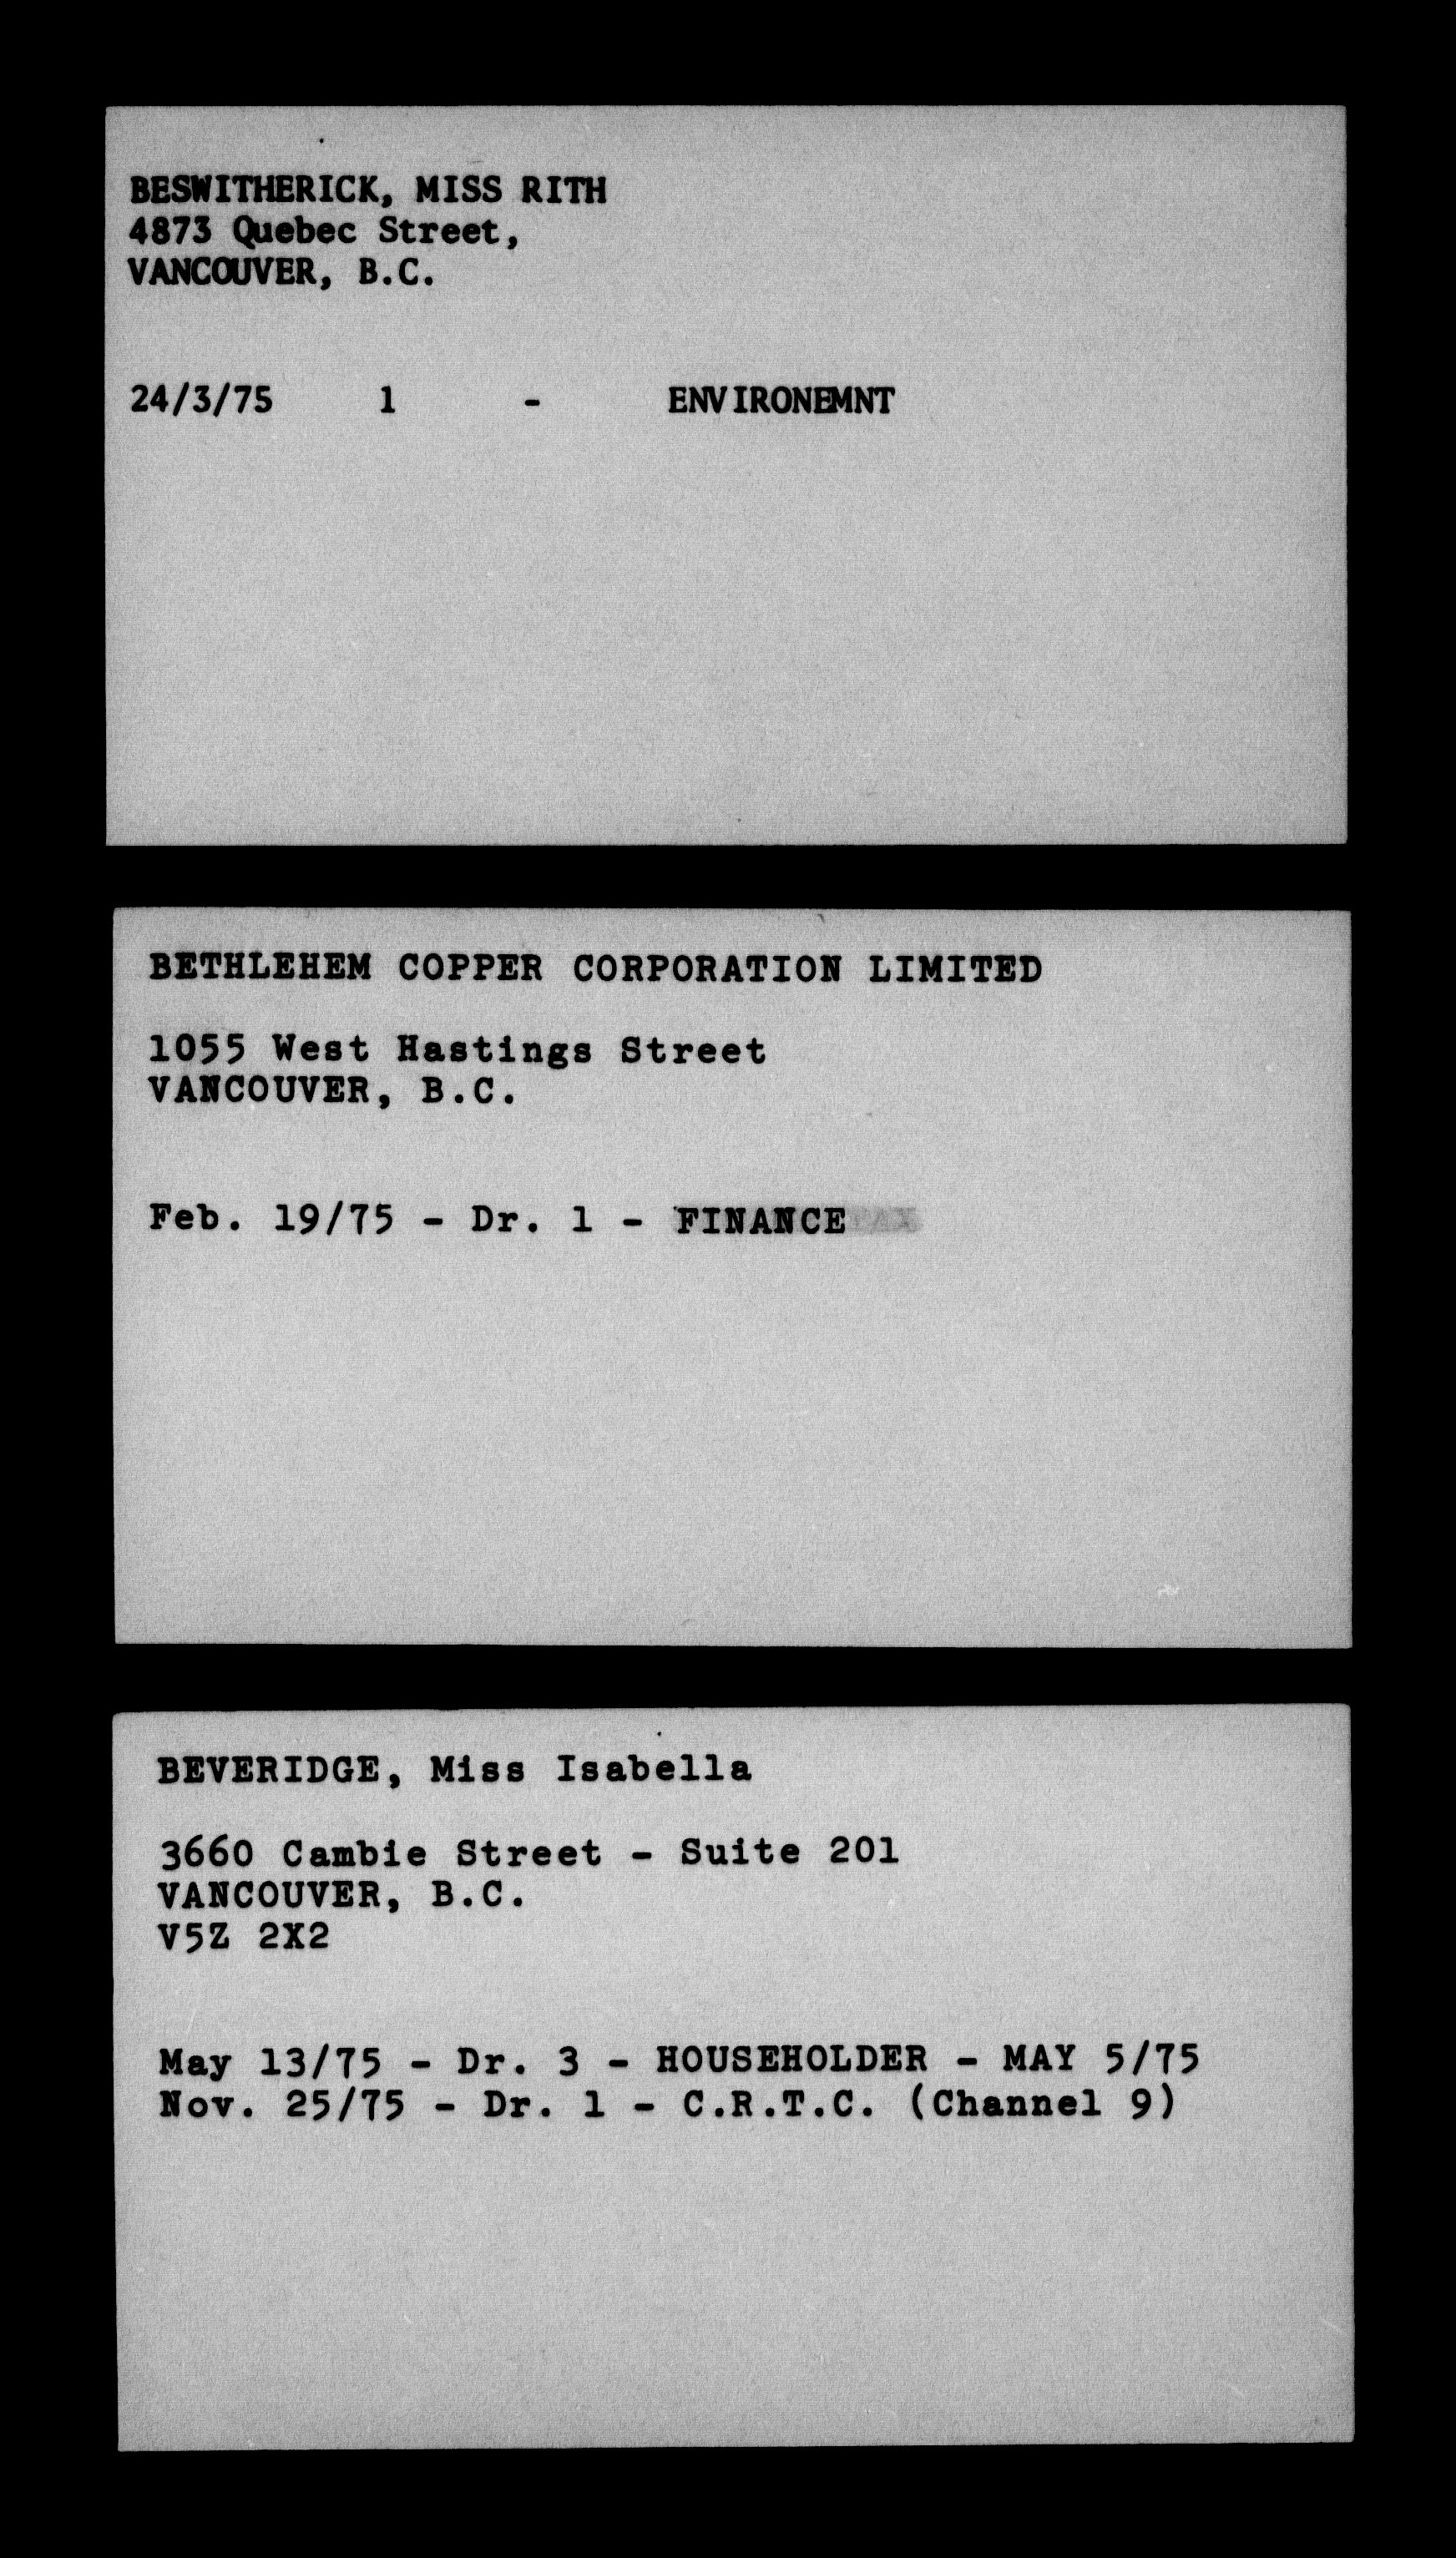 BESWITHERICK, MISS RITH
4873 Quebec Street,
VANCOUVER, B.C.
24/3/75 1 - ENVIRONEMNT
BETHLEHEM COPPER CORPORATION LIMITED
1055 West Hastings Street
VANCOUVER, B.C.
Feb. 19/75 - Dr. 1 - FINANCE
BEVERIDGE, Miss Isabella
3660 Cambie Street - Suite 201
VANCOUVER, B.C.
V5Z 2X2
May 13/75 - Dr. 3 - HOUSEHOLDER - MAY 5/75
Nov. 25/75 - Dr. 1 - C.R.T.C. (Channel 9)